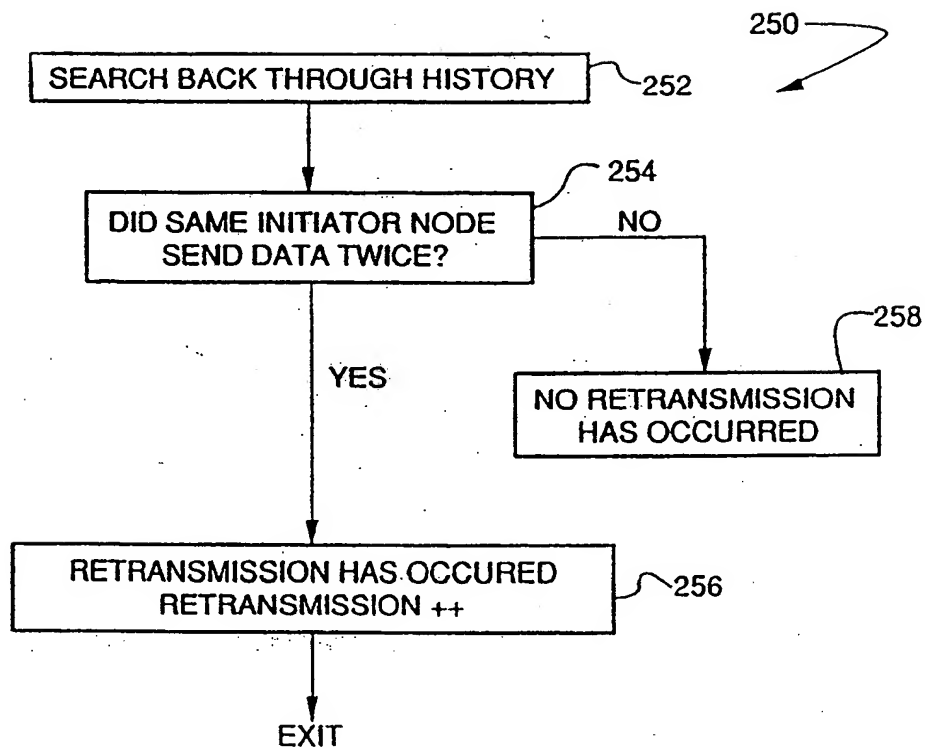 250
SEARCH BACK THROUGH HISTORY
252
254
DID SAME INITIATOR NODE
SEND DATA TWICE?
NO
258
YES
NO RETRANSMISSION
HAS OCCURRED
RETRANSMISSION HAS OCCURED
RETRANSMISSION ++
256
EXIT